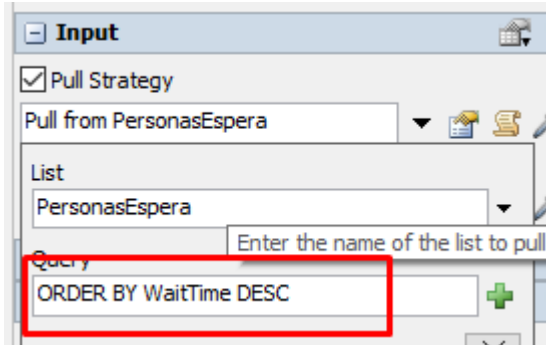 Input
Pull Strategy
Pull from PersonasEspera
List
PersonasEspera
Enter the name of the list to pull
Query
ORDER BY WaitTime DESC